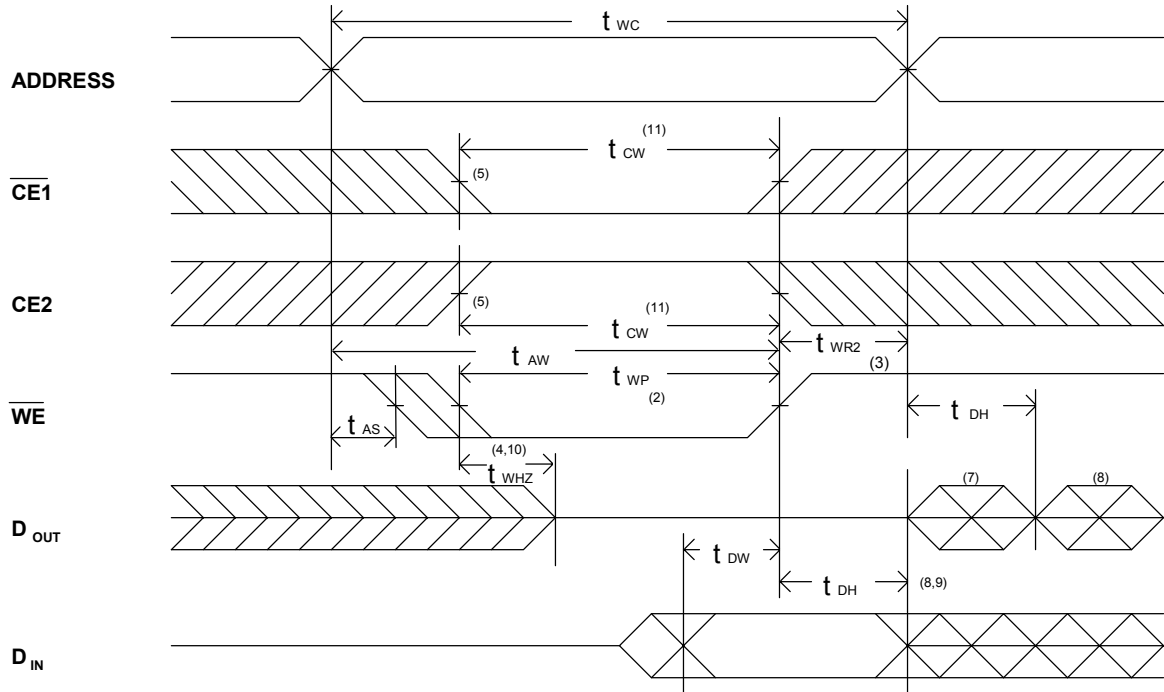 t WC
ADDRESS
(11)
t CW
CE1
(5)
CE2
(5)
(11)
t CW
t WR2
t AW
(3)
t WP
(2)
WE
t DH
t AS
(4,10)
t WHZ
(7)
(8)
D OUT
t DW
t DH
(8,9)
D IN